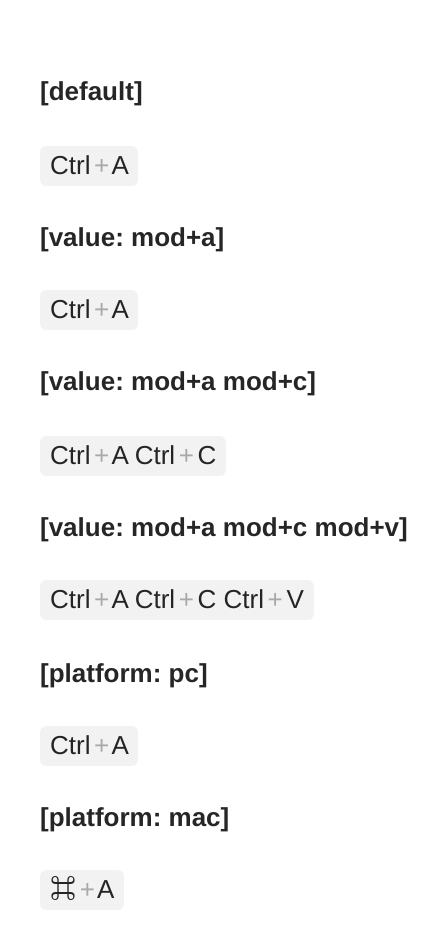 [default]
Ctrl+A
[value: mod+a]
Ctrl+A
[value: mod+a mod+c]
Ctrl+A Ctrl+C
[value: mod+a mod+c mod+v]
Ctrl+A Ctrl+C Ctrl+V
[platform: pc]
Ctrl+A
[platform: mac]
⌘+A